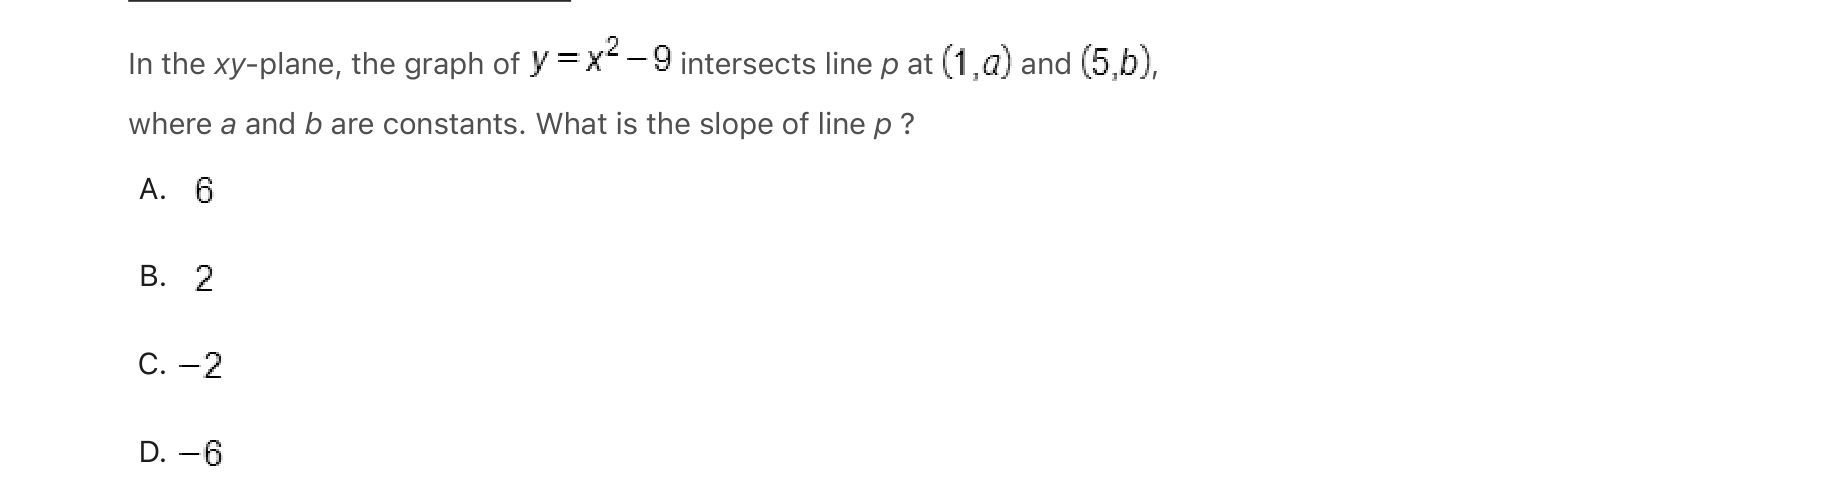 In the xy-plane, the graph of y = x² − 9 intersects line p at (1,a) and (5,b),
where a and b are constants. What is the slope of line p ?
A. 6
B. 2
C. −2
D. −6